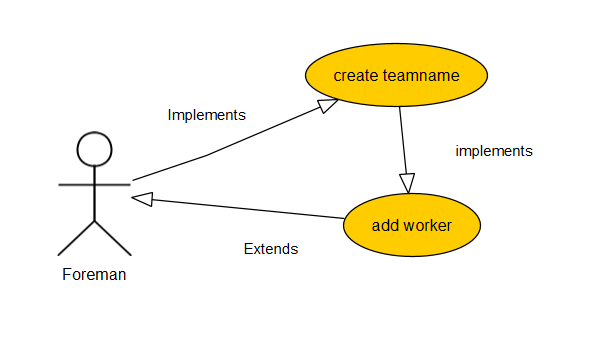 create teamname
Implements
implements
add worker
Extends
Foreman